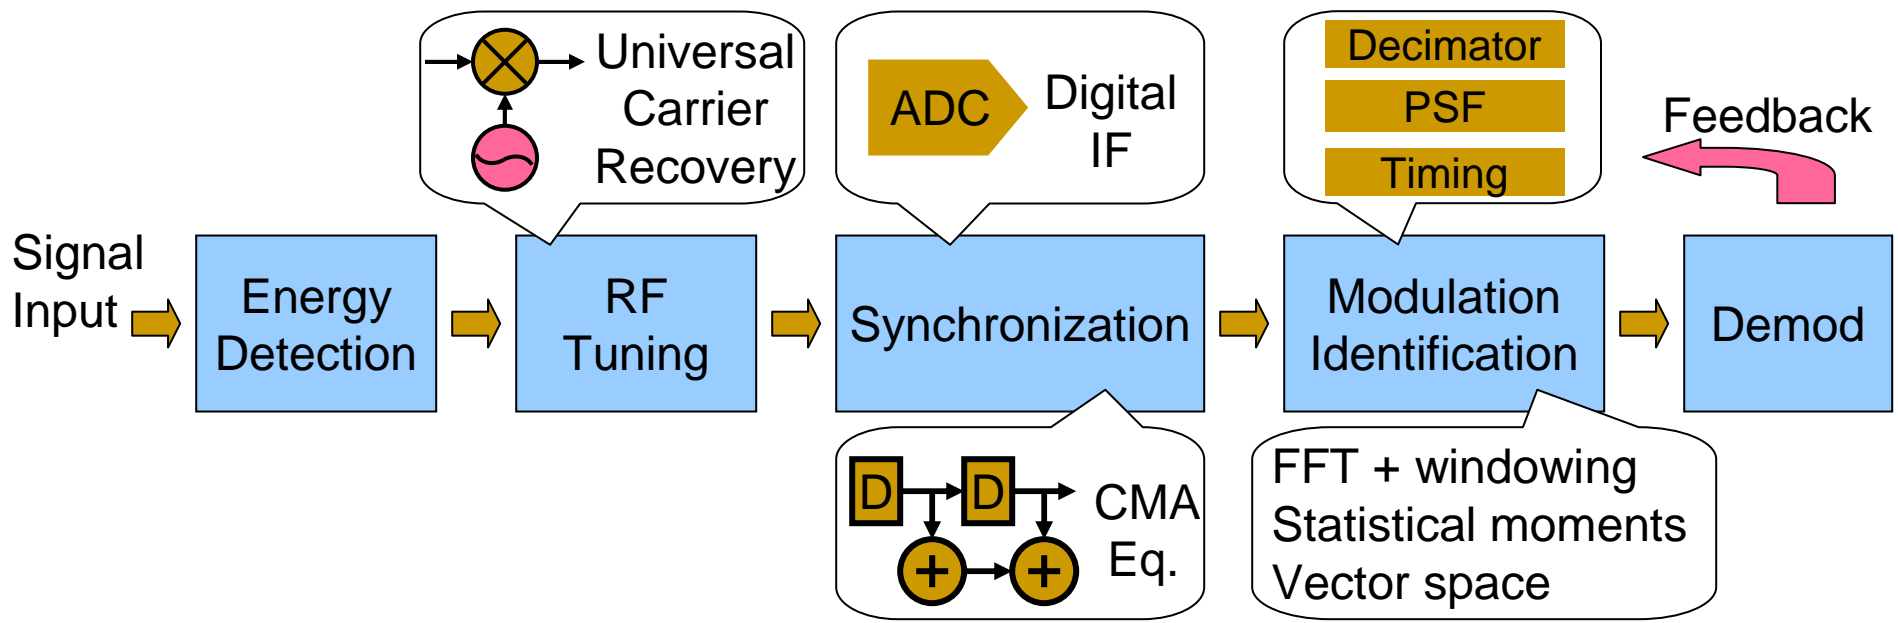 Universal
Carrier
Recovery
ADC
Digital
IF
Decimator
PSF
Timing
Feedback
Signal
Input
Energy
Detection
RF
Tuning
Synchronization
Modulation
Identification
Demod
D
D
+
+
CMA
Eq.
FFT + windowing
Statistical moments
Vector space